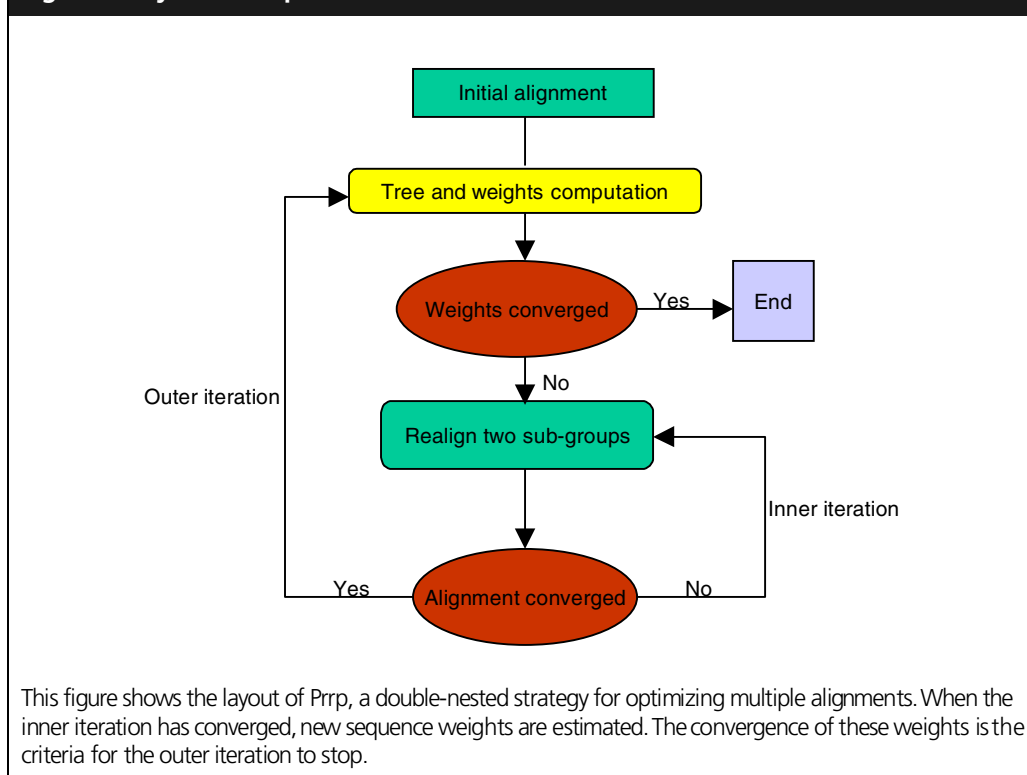 Initial alignment
Tree and weights computation
Weights converged
Yes
End
No
Outer iteration
Realign two sub-groups
Inner iteration
Yes
Alignment converged
No
This figure shows the layout of Prrp, a double-nested strategy for optimizing multiple alignments. When the
inner iteration has converged, new sequence weights are estimated. The convergence of these weights is the
criteria for the outer iteration to stop.